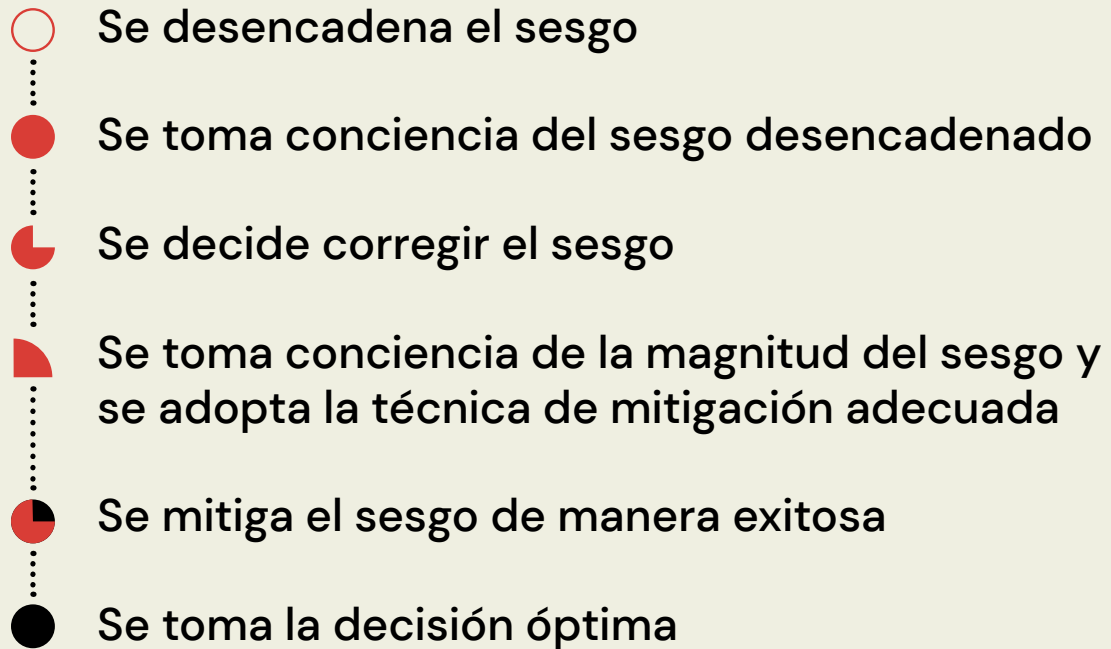 Se desencadena el sesgo
Se toma conciencia del sesgo desencadenado
Se decide corregir el sesgo
Se toma conciencia de la magnitud del sesgo y
se adopta la técnica de mitigación adecuada
Se mitiga el sesgo de manera exitosa
Se toma la decisión óptima